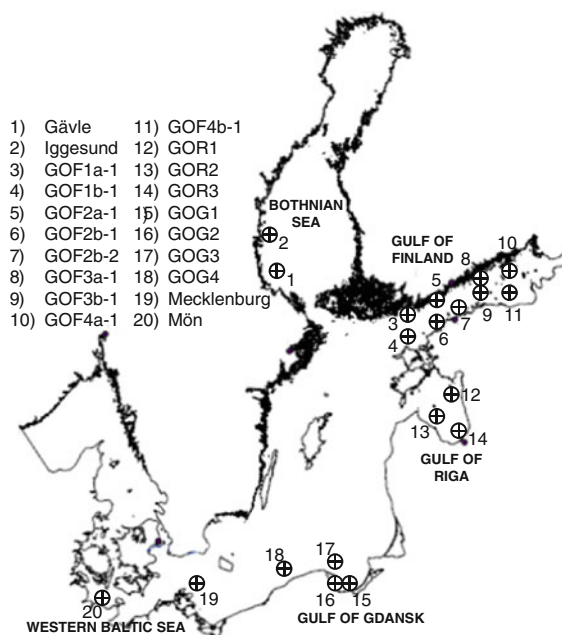 1) Gävle 11) GOF4b-1
2) Iggesund 12) GOR1
3) GOF1a-1 13) GOR2
4) GOF1b-1 14) GOR3
5) GOF2a-1 15) GOG1
6) GOF2b-1 16) GOG2
7) GOF2b-2 17) GOG3
8) GOF3a-1 18) GOG4
9) GOF3b-1 19) Mecklenburg
10) GOF4a-1 20) Mön
BOTHNIAN
SEA
2
1
GULF OF
FINLAND
10
8
5
3
4
6
7
9
11
12
13
14
GULF OF
RIGA
17
18
19
20
16
15
WESTERN BALTIC SEA
GULF OF GDANSK